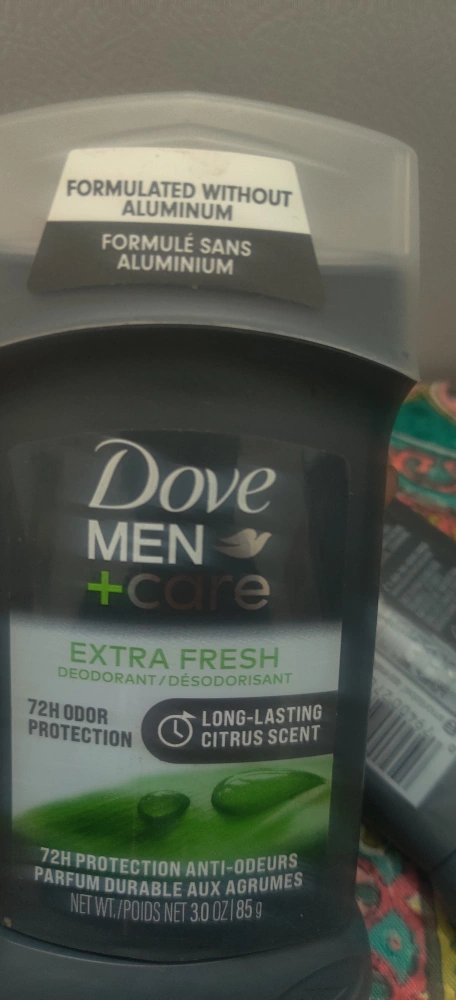 FORMULATED WITHOUT
ALUMINUM
FORMULÉ SANS
ALUMINIUM
Dove
MEN
+care
EXTRA FRESH
DEODORANT/DÉSODORISANT
72H ODOR
PROTECTION
LONG-LASTING
CITRUS SCENT
72H PROTECTION ANTI-ODEURS
PARFUM DURABLE AUX AGRUMES
NET WT./POIDS NET 3.0 OZ | 85 g